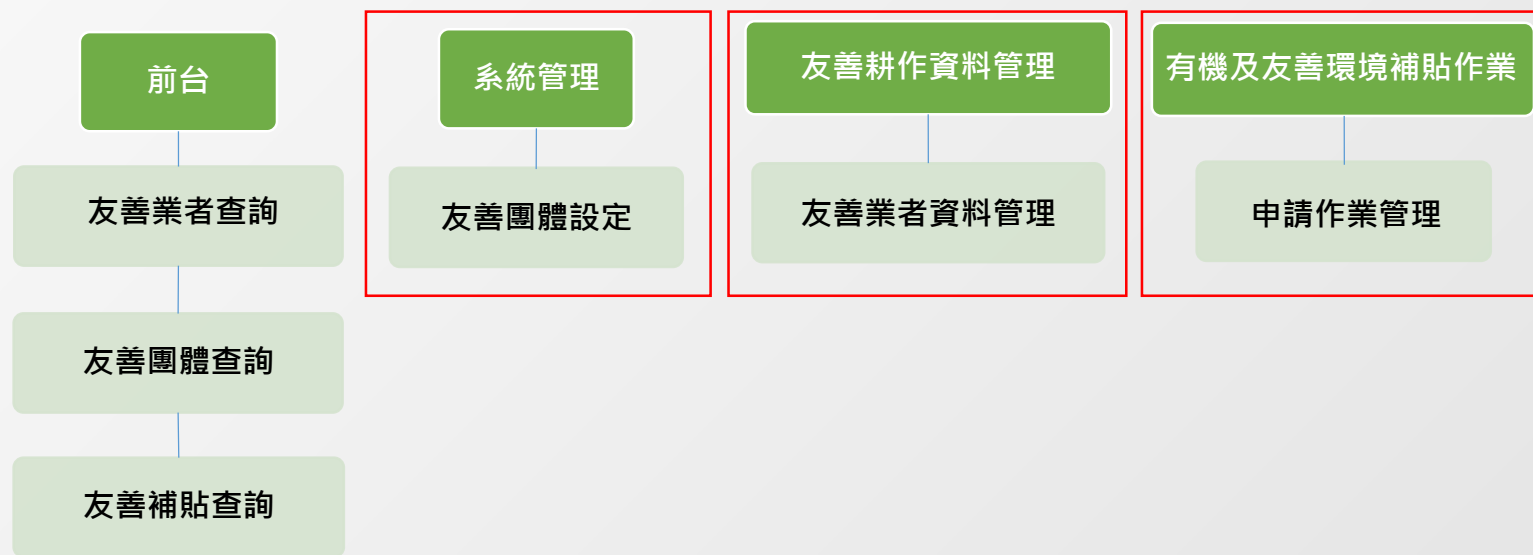 前台
友善業者查詢
友善團體查詢
友善補貼查詢
系統管理
友善團體設定
友善耕作資料管理
友善業者資料管理
有機及友善環境補貼作業
申請作業管理